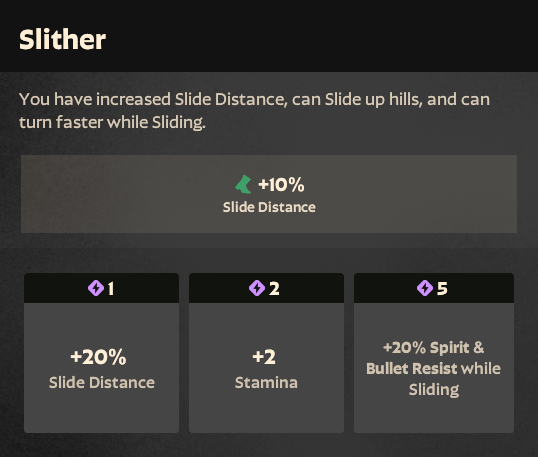 Slither
You have increased Slide Distance, can Slide up hills, and can
turn faster while Sliding.
+10%
Slide Distance
1
2
5
+20%
Slide Distance
+2
Stamina
+20% Spirit &
Bullet Resist while
Sliding